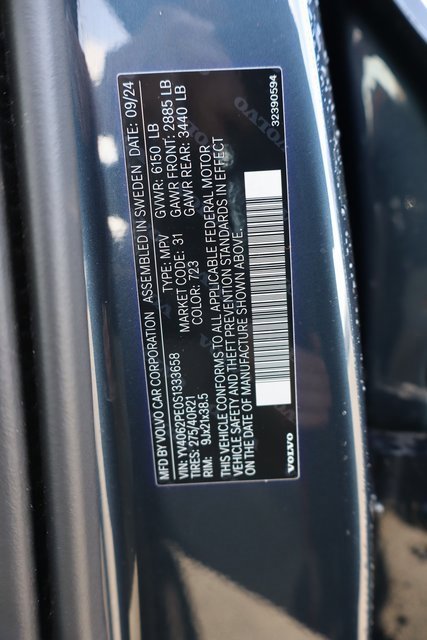 MFD BY VOLVO CAR CORPORATION ASSEMBLED IN SWEDEN DATE: 09/24
VIN: YV4062PE0S1333658 TYPE: MPV GVWR: 6150 LB
TIRES: 275/40R21 MARKET CODE: 31 GAWR FRONT: 2885 LB
RIM: 9Jx21x38.5 COLOR: 723 GAWR REAR: 3440 LB
THIS VEHICLE CONFORMS TO ALL APPLICABLE FEDERAL MOTOR
VEHICLE SAFETY AND THEFT PREVENTION STANDARDS IN EFFECT
ON THE DATE OF MANUFACTURE SHOWN ABOVE.
VOLVO 32390594